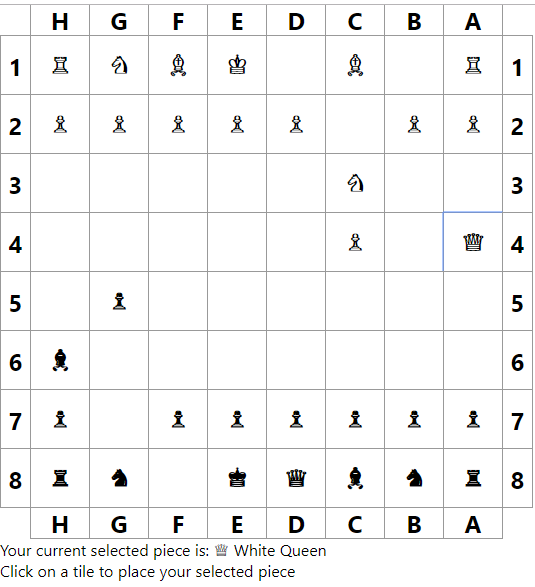 H G F E D C B A
1 ♖ ♘ ♗ ♔ ♗ ♖ 1
2 ♙ ♙ ♙ ♙ ♙ ♙ ♙ 2
3 ♘ 3
4 ♙ ♕ 4
5 ♟ 5
6 ♝ 6
7 ♟ ♟ ♟ ♟ ♟ ♟ ♟ 7
8 ♜ ♞ ♚ ♛ ♝ ♞ ♜ 8
H G F E D C B A
Your current selected piece is: ♕ White Queen
Click on a tile to place your selected piece